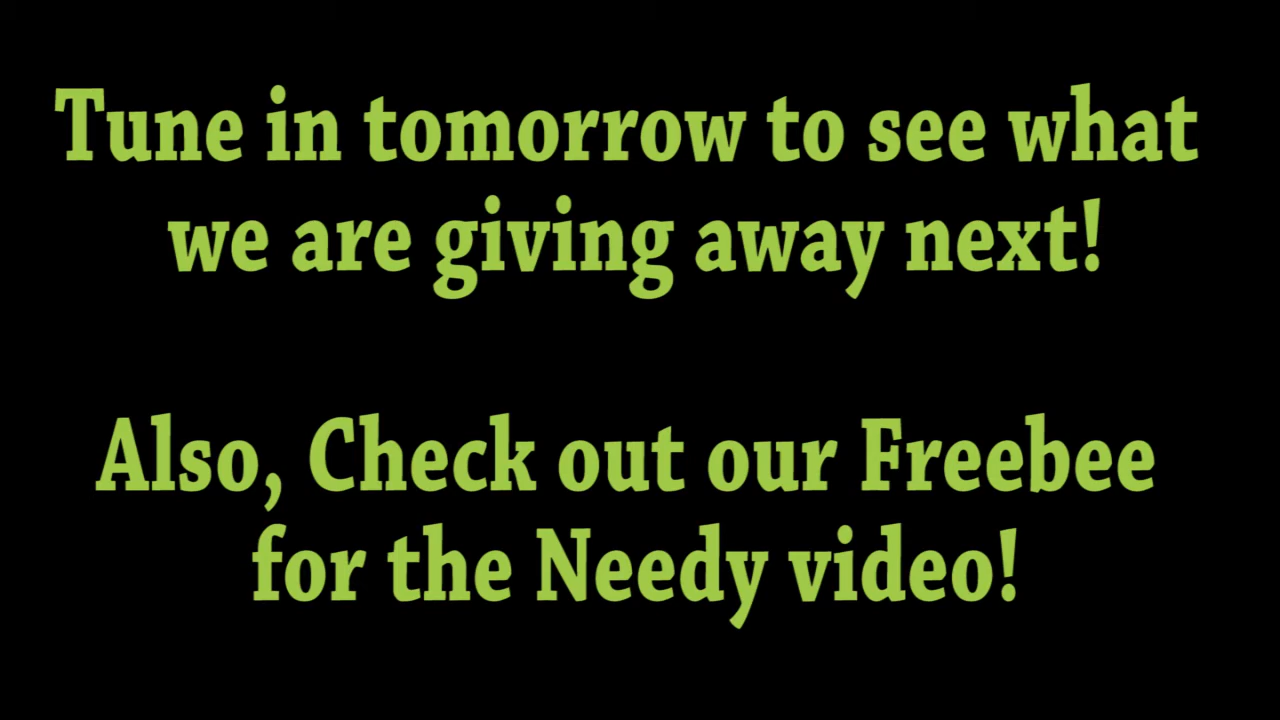 Tune in tomorrow to see what
we are giving away next!
Also, Check out our Freebee
for the Needy video!